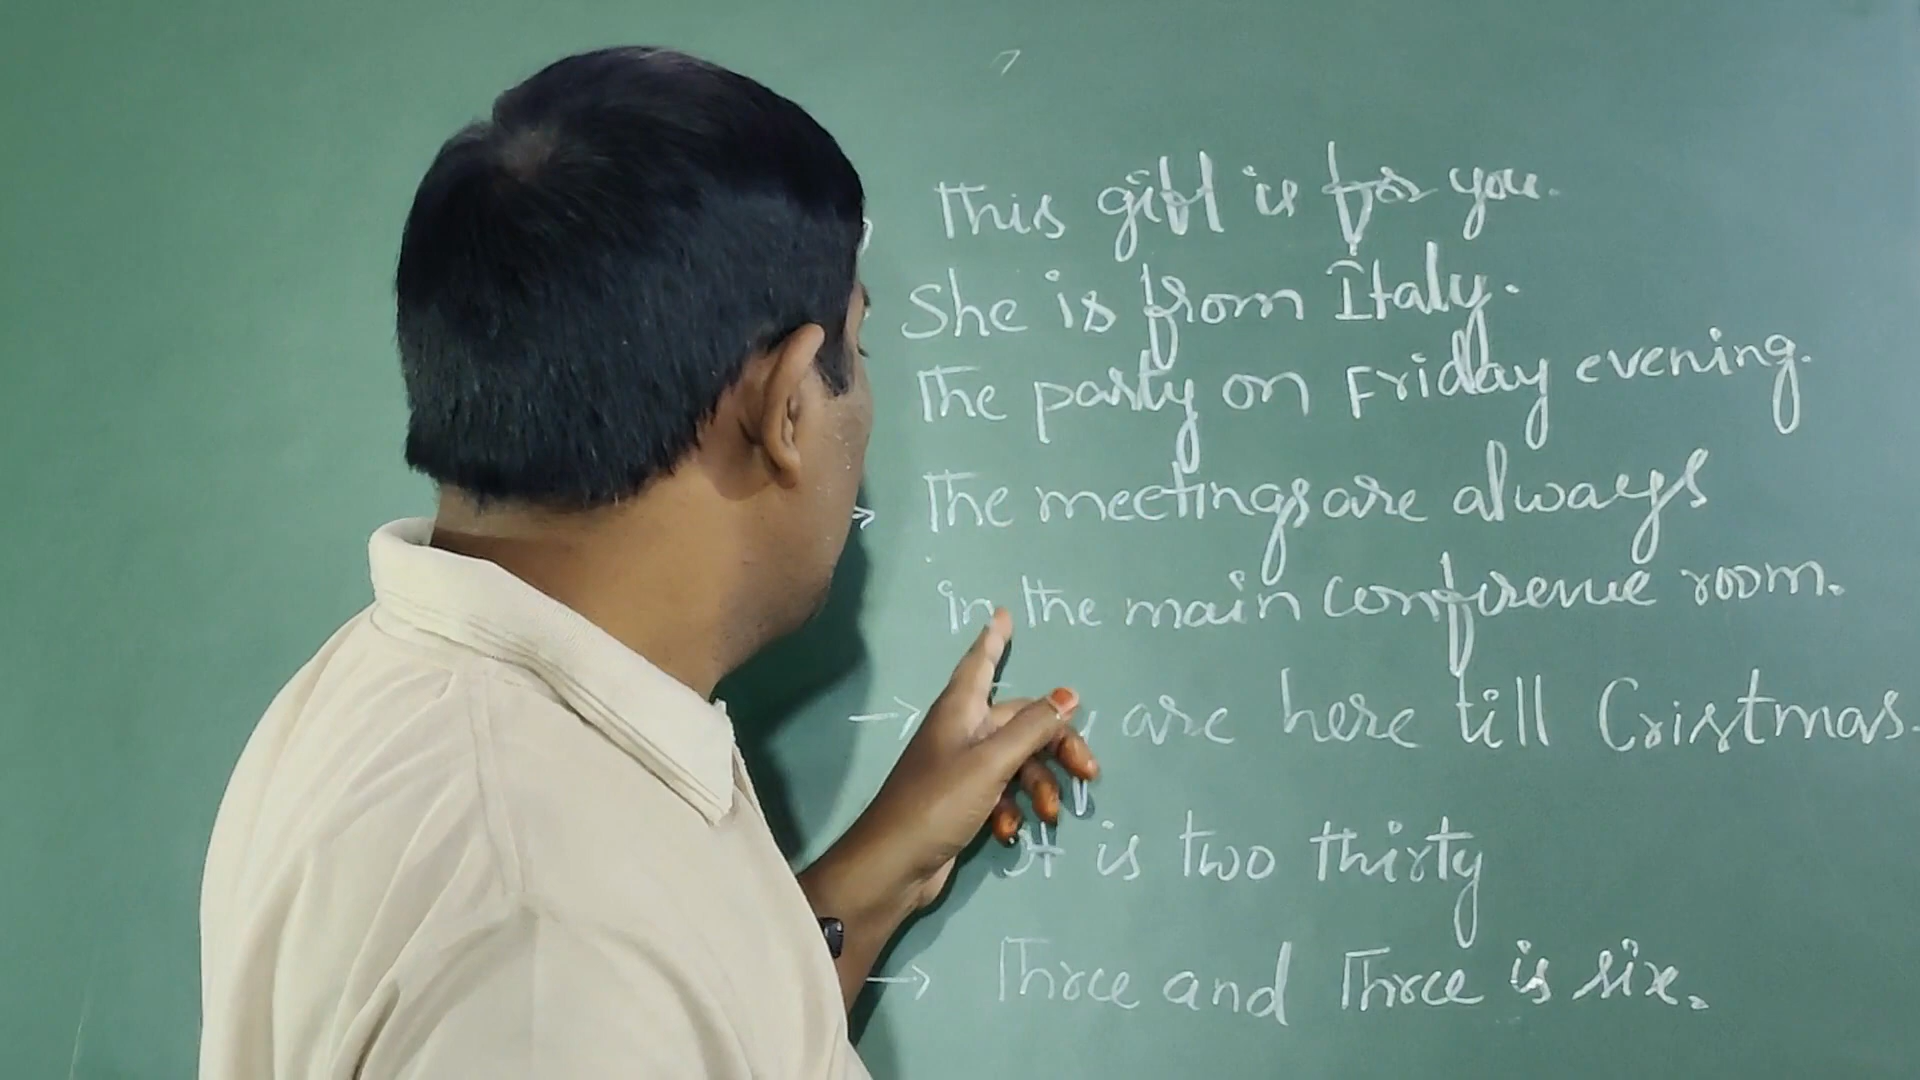 This gift is for you.
She is from Italy.
The party on Friday evening.
The meetings are always
in the main conference room.
are here till Cristmas.
It is two thirty
Three and Three is six.